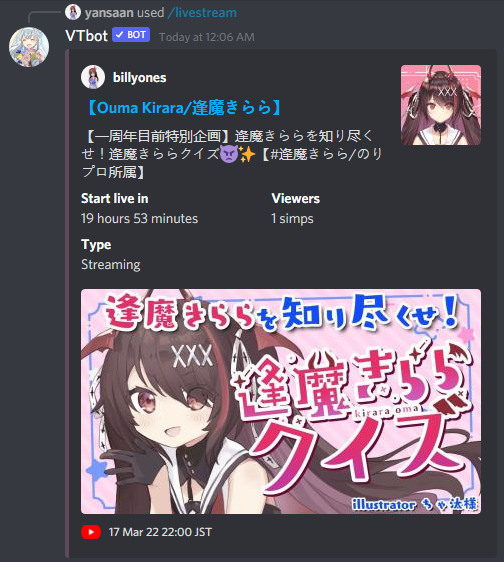 yansaan used /livestream
VTbot ✓ BOT Today at 12:06 AM
billyones
【Ouma Kirara/逢魔きらら】
【一周年目前特別企画】逢魔きららを知り尽く
せ！逢魔きららクイズ😈✨【#逢魔きらら/のり
プロ所属】
Start live in Viewers
19 hours 53 minutes 1 simps
Type
Streaming
逢魔きららを知り尽くせ！
逢魔きらら
kirara oma
クイズ
illustrator ちゃ汰様
17 Mar 22 22:00 JST